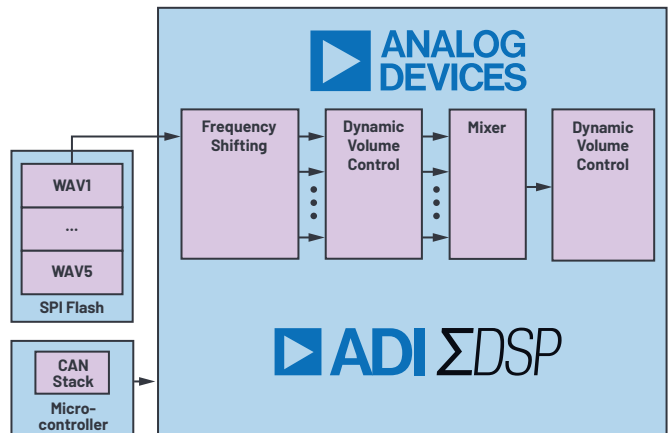 ANALOG
DEVICES
Frequency
Shifting
Dynamic
Volume
Control
Mixer
Dynamic
Volume
Control
WAV1
...
WAV5
SPI Flash
ADI ΣDSP
CAN
Stack
Micro-
controller